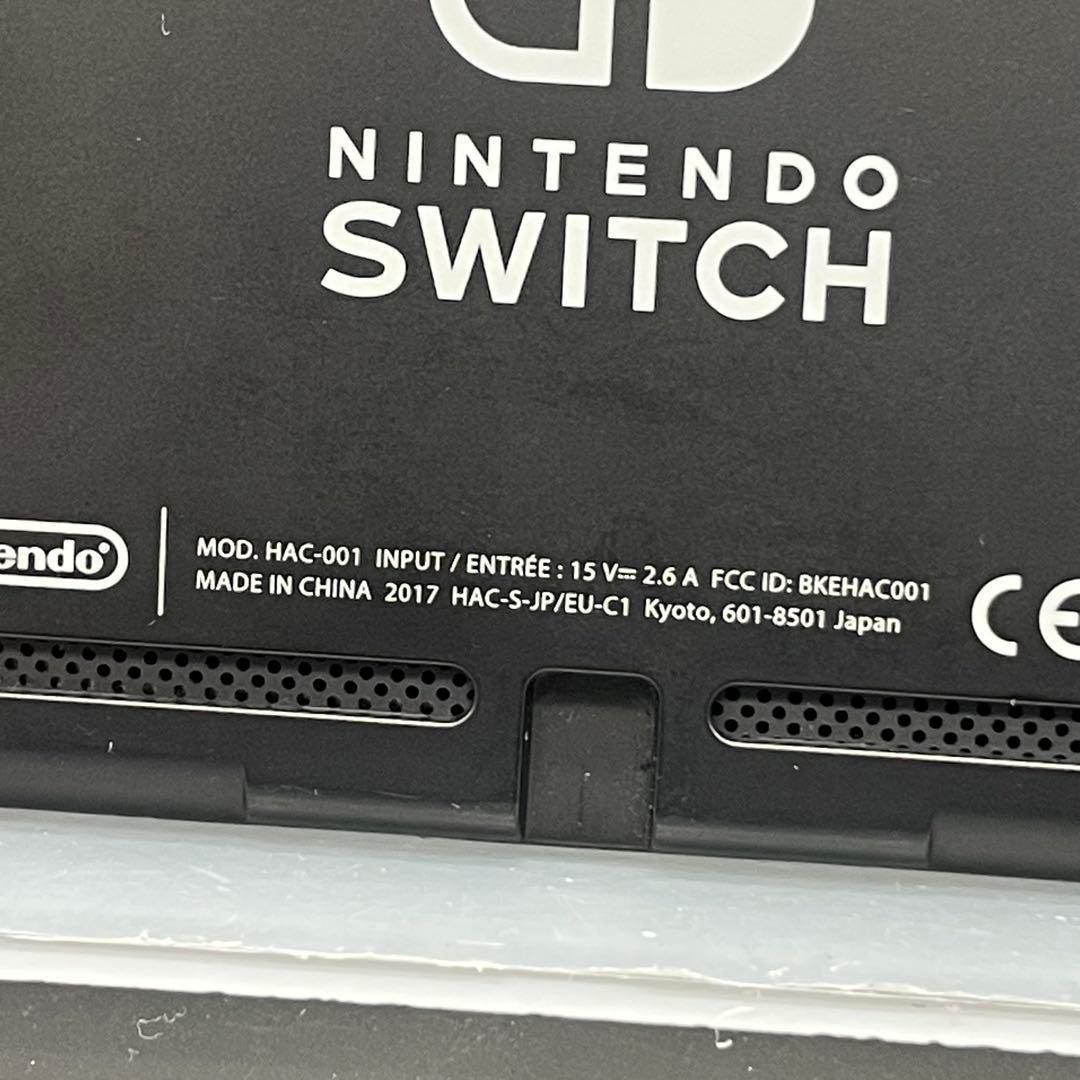 NINTENDO
SWITCH
endo
MOD. HAC-001 INPUT / ENTRÉE : 15 V⎓ 2.6 A FCC ID: BKEHAC001
MADE IN CHINA 2017 HAC-S-JP/EU-C1 Kyoto, 601-8501 Japan
CE